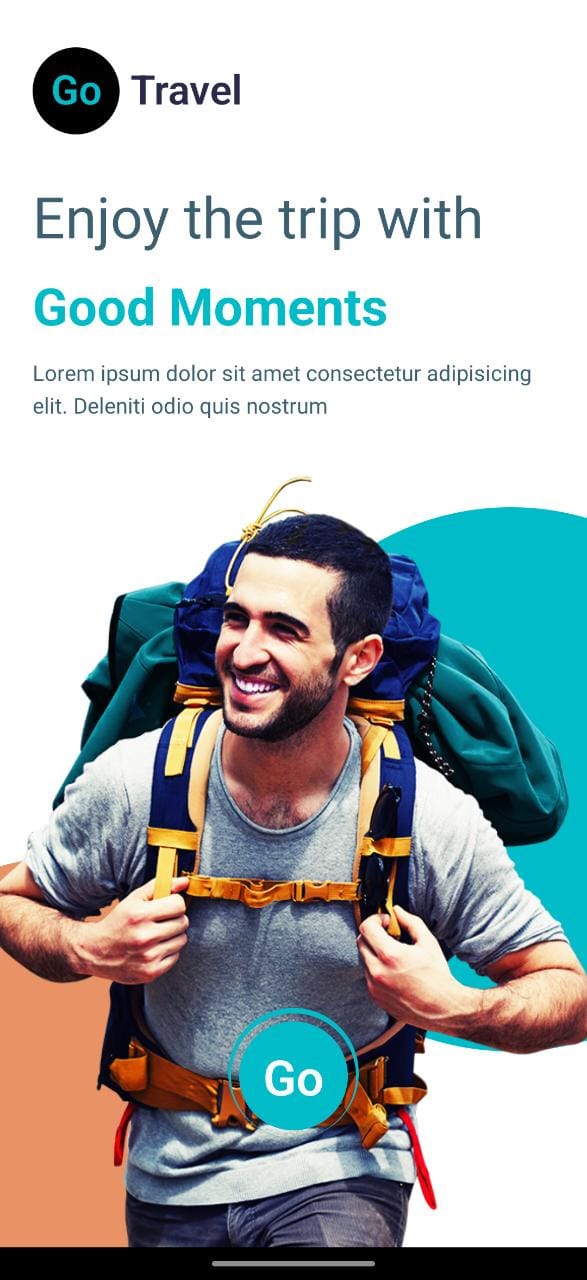 Go Travel
Enjoy the trip with
Good Moments
Lorem ipsum dolor sit amet consectetur adipisicing
elit. Deleniti odio quis nostrum
Go